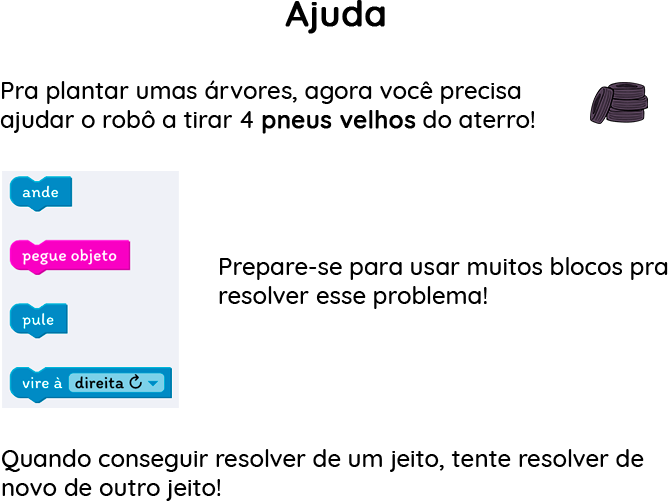 Ajuda
Pra plantar umas árvores, agora você precisa
ajudar o robô a tirar 4 pneus velhos do aterro!
ande
pegue objeto
pule
vire à direita ↻
Prepare-se para usar muitos blocos pra
resolver esse problema!
Quando conseguir resolver de um jeito, tente resolver de
novo de outro jeito!